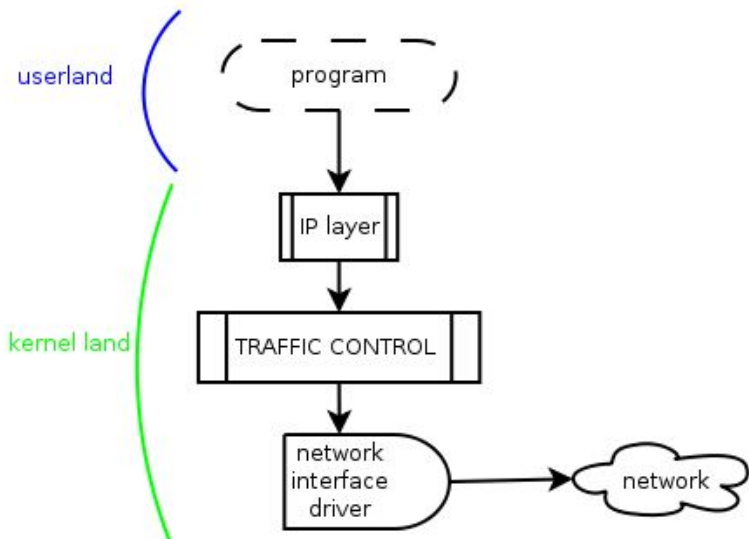 userland
program
IP layer
kernel land
TRAFFIC CONTROL
network
interface
driver
network